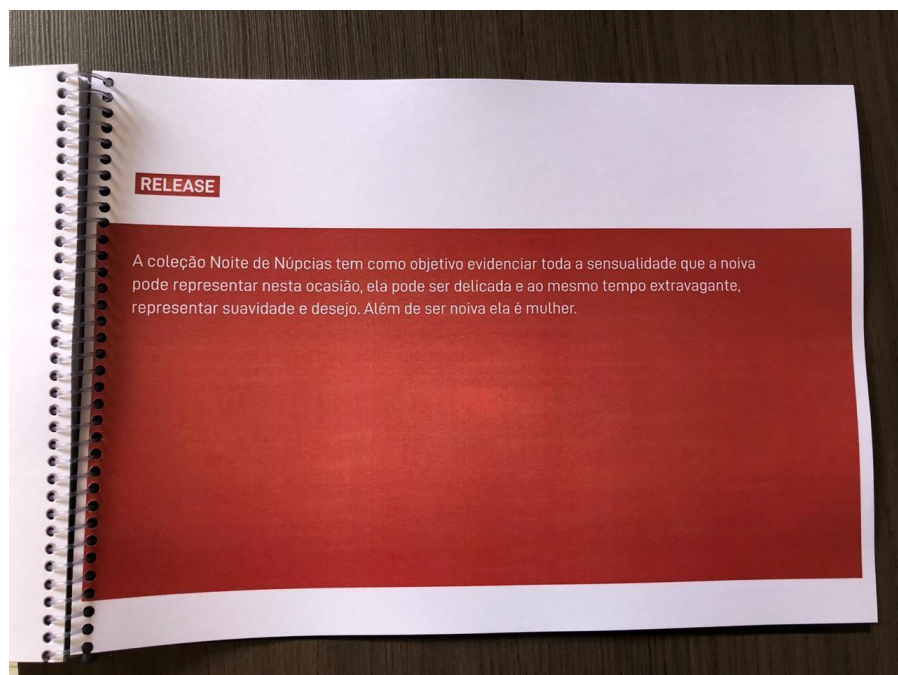 RELEASE
A coleção Noite de Núpcias tem como objetivo evidenciar toda a sensualidade que a noiva
pode representar nesta ocasião, ela pode ser delicada e ao mesmo tempo extravagante,
representar suavidade e desejo. Além de ser noiva ela é mulher.